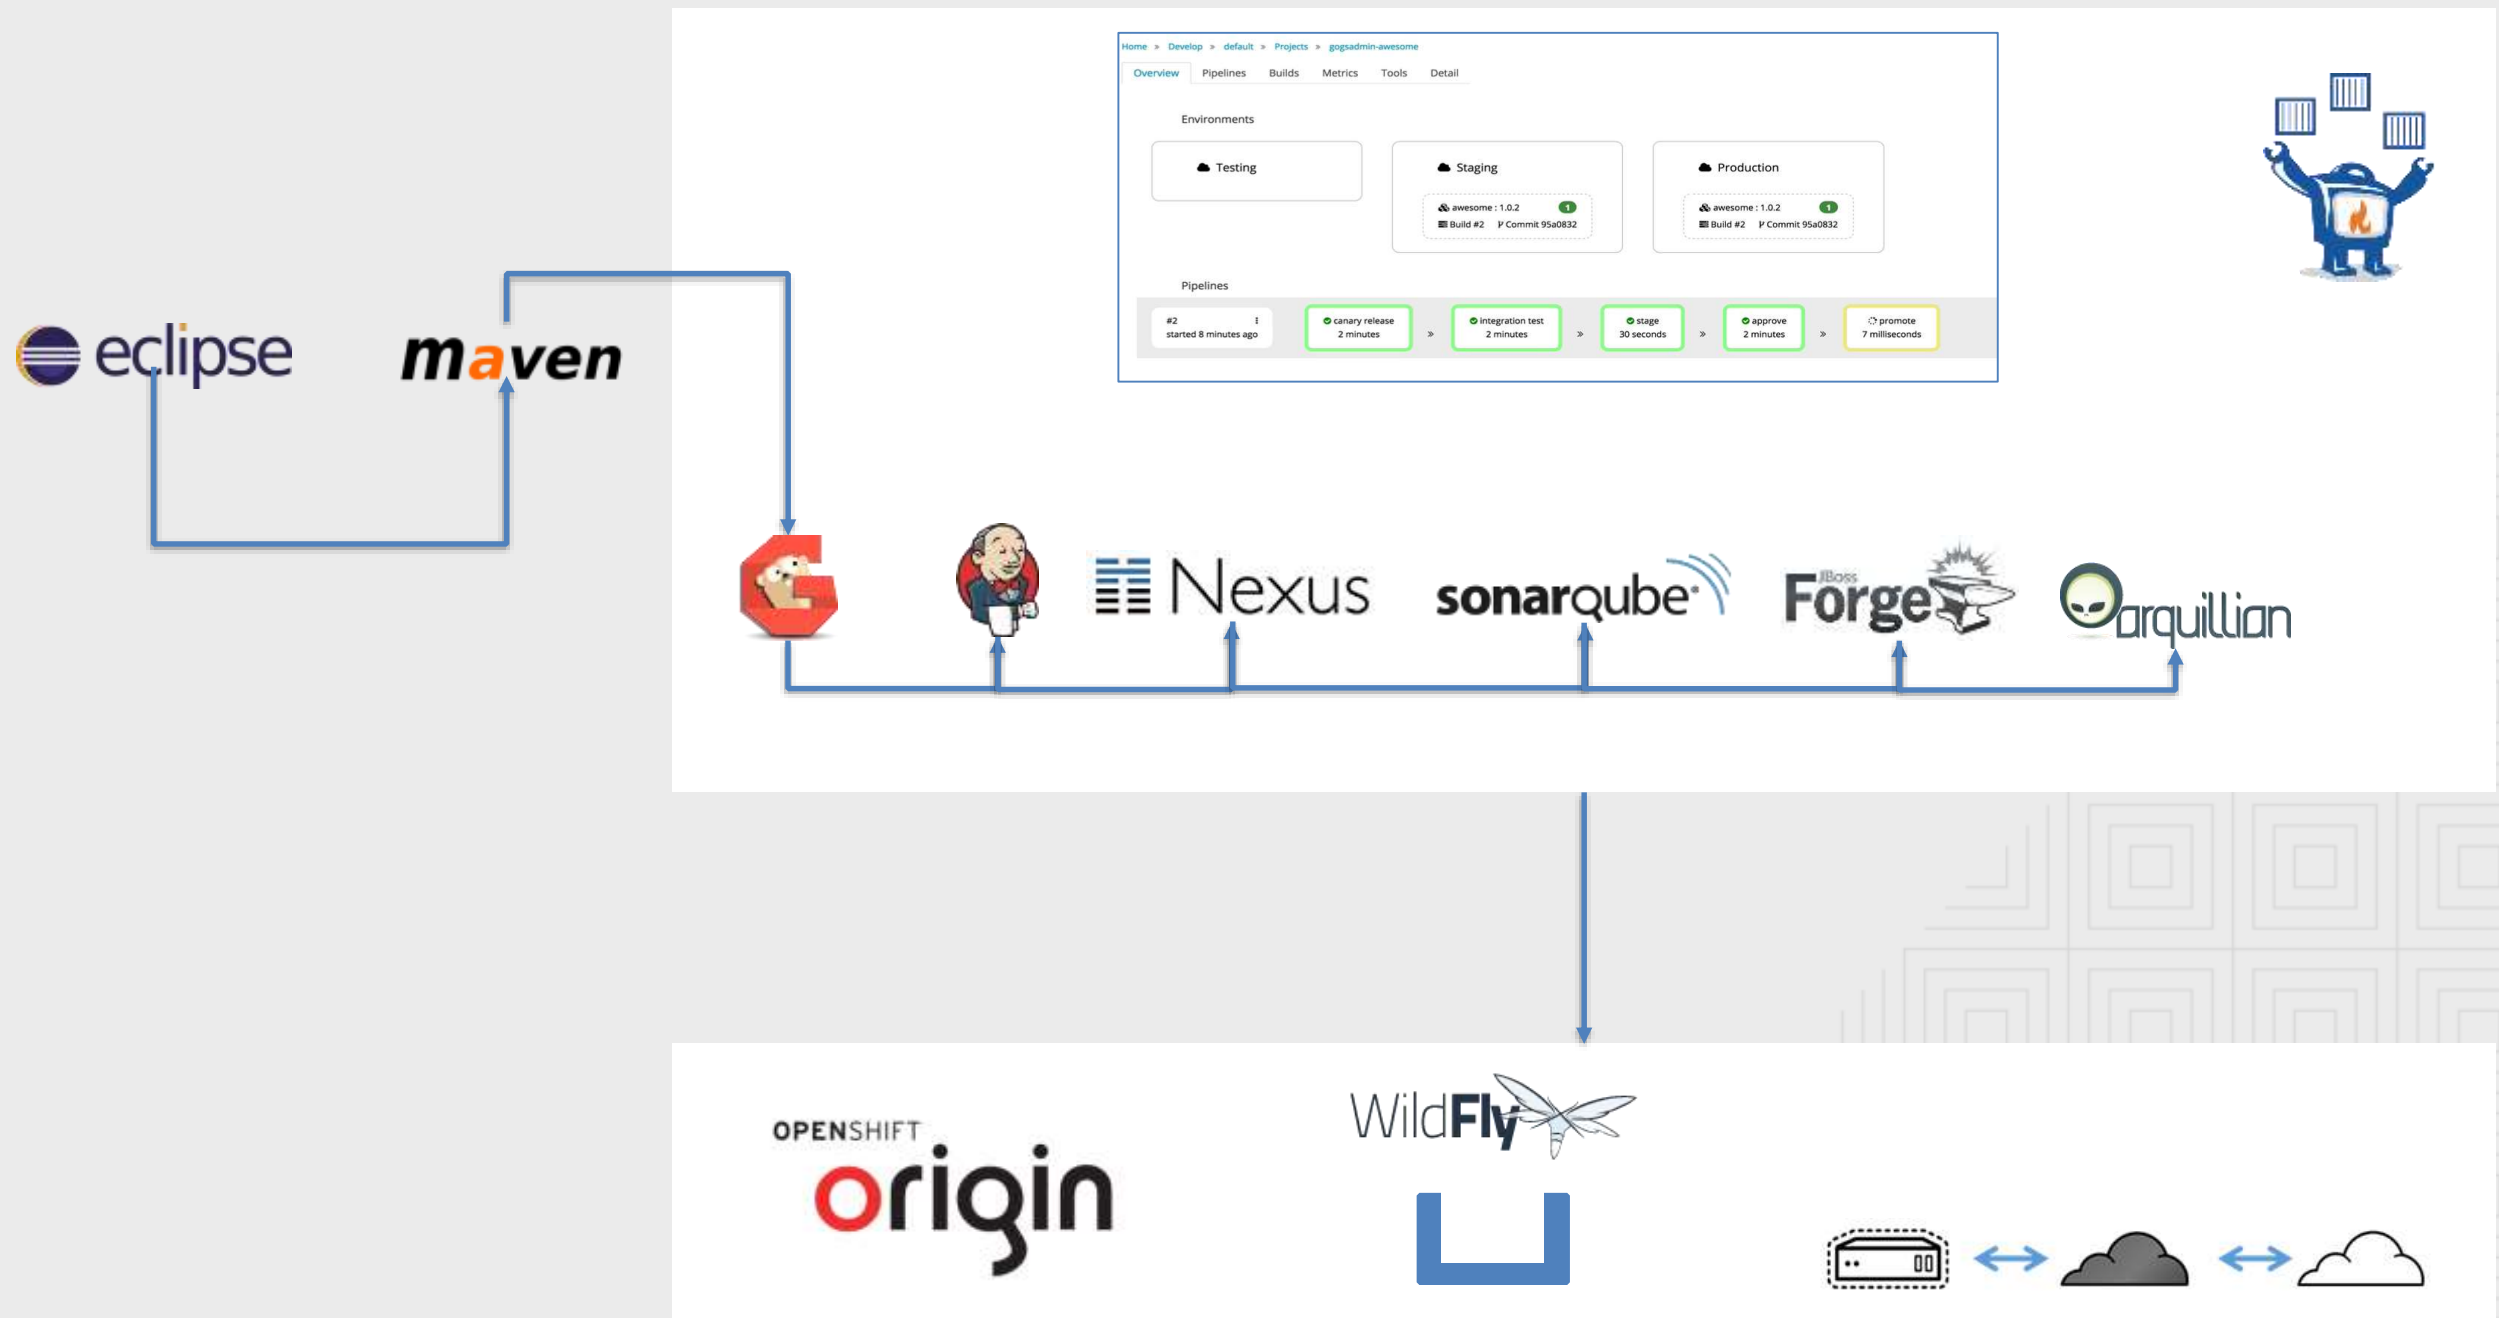 Home » Develop » default » Projects » gogsadmin-awesome
Overview Pipelines Builds Metrics Tools Detail
Environments
Testing
Staging
awesome : 1.0.2 1
Build #2 Commit 95a0832
Production
awesome : 1.0.2 1
Build #2 Commit 95a0832
Pipelines
#2
started 8 minutes ago
canary release
2 minutes
»
integration test
2 minutes
»
stage
30 seconds
»
approve
2 minutes
»
promote
7 milliseconds
eclipse
maven
G
Nexus
sonarqube
JBoss
Forge
arquillian
OPENSHIFT
origin
WildFly